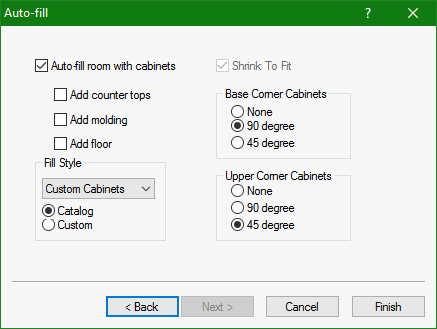 Auto-fill
Auto-fill room with cabinets
Add counter tops
Add molding
Add floor
Fill Style
Custom Cabinets
Catalog
Custom
Shrink To Fit
Base Corner Cabinets
None
90 degree
45 degree
Upper Corner Cabinets
None
90 degree
45 degree
< Back
Next >
Cancel
Finish